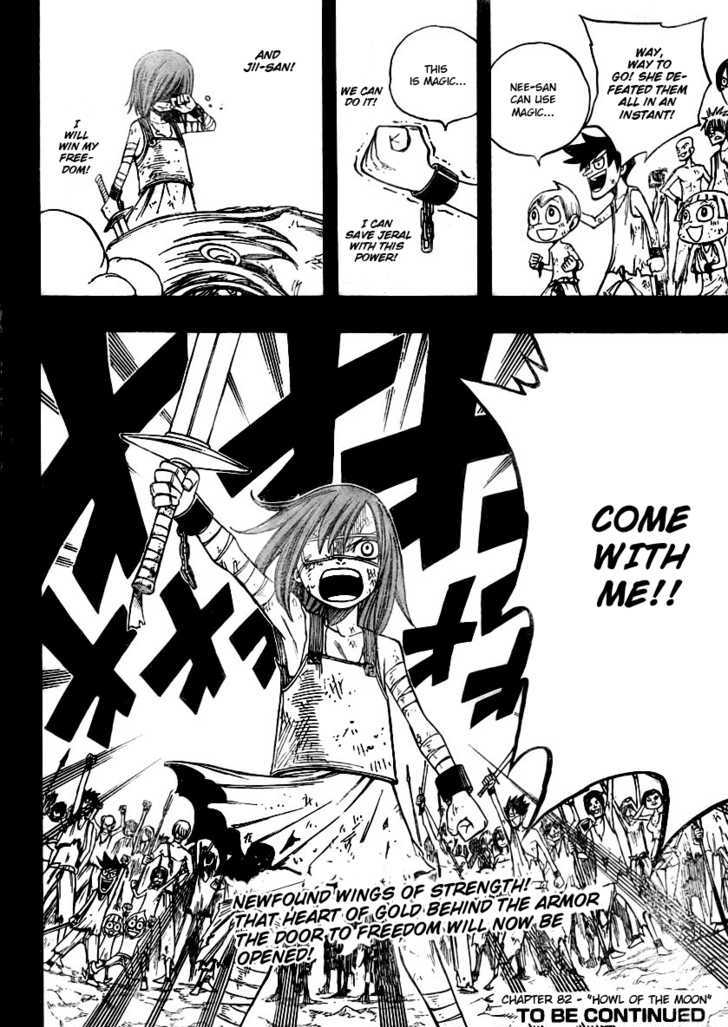 WAY,
WAY TO
GO! SHE DE-
FEATED THEM
ALL IN AN
INSTANT!
NEE-SAN
CAN USE
MAGIC...
THIS
IS MAGIC...
WE CAN
DO IT!
I CAN
SAVE JERAL
WITH THIS
POWER!
AND
JII-SAN!
I
WILL
WIN MY
FREE-
DOM!
COME
WITH
ME!!
NEWFOUND WINGS OF STRENGTH!
THAT HEART OF GOLD BEHIND THE ARMOR
THE DOOR TO FREEDOM WILL NOW BE
OPENED!
CHAPTER 82 - "HOWL OF THE MOON"
TO BE CONTINUED